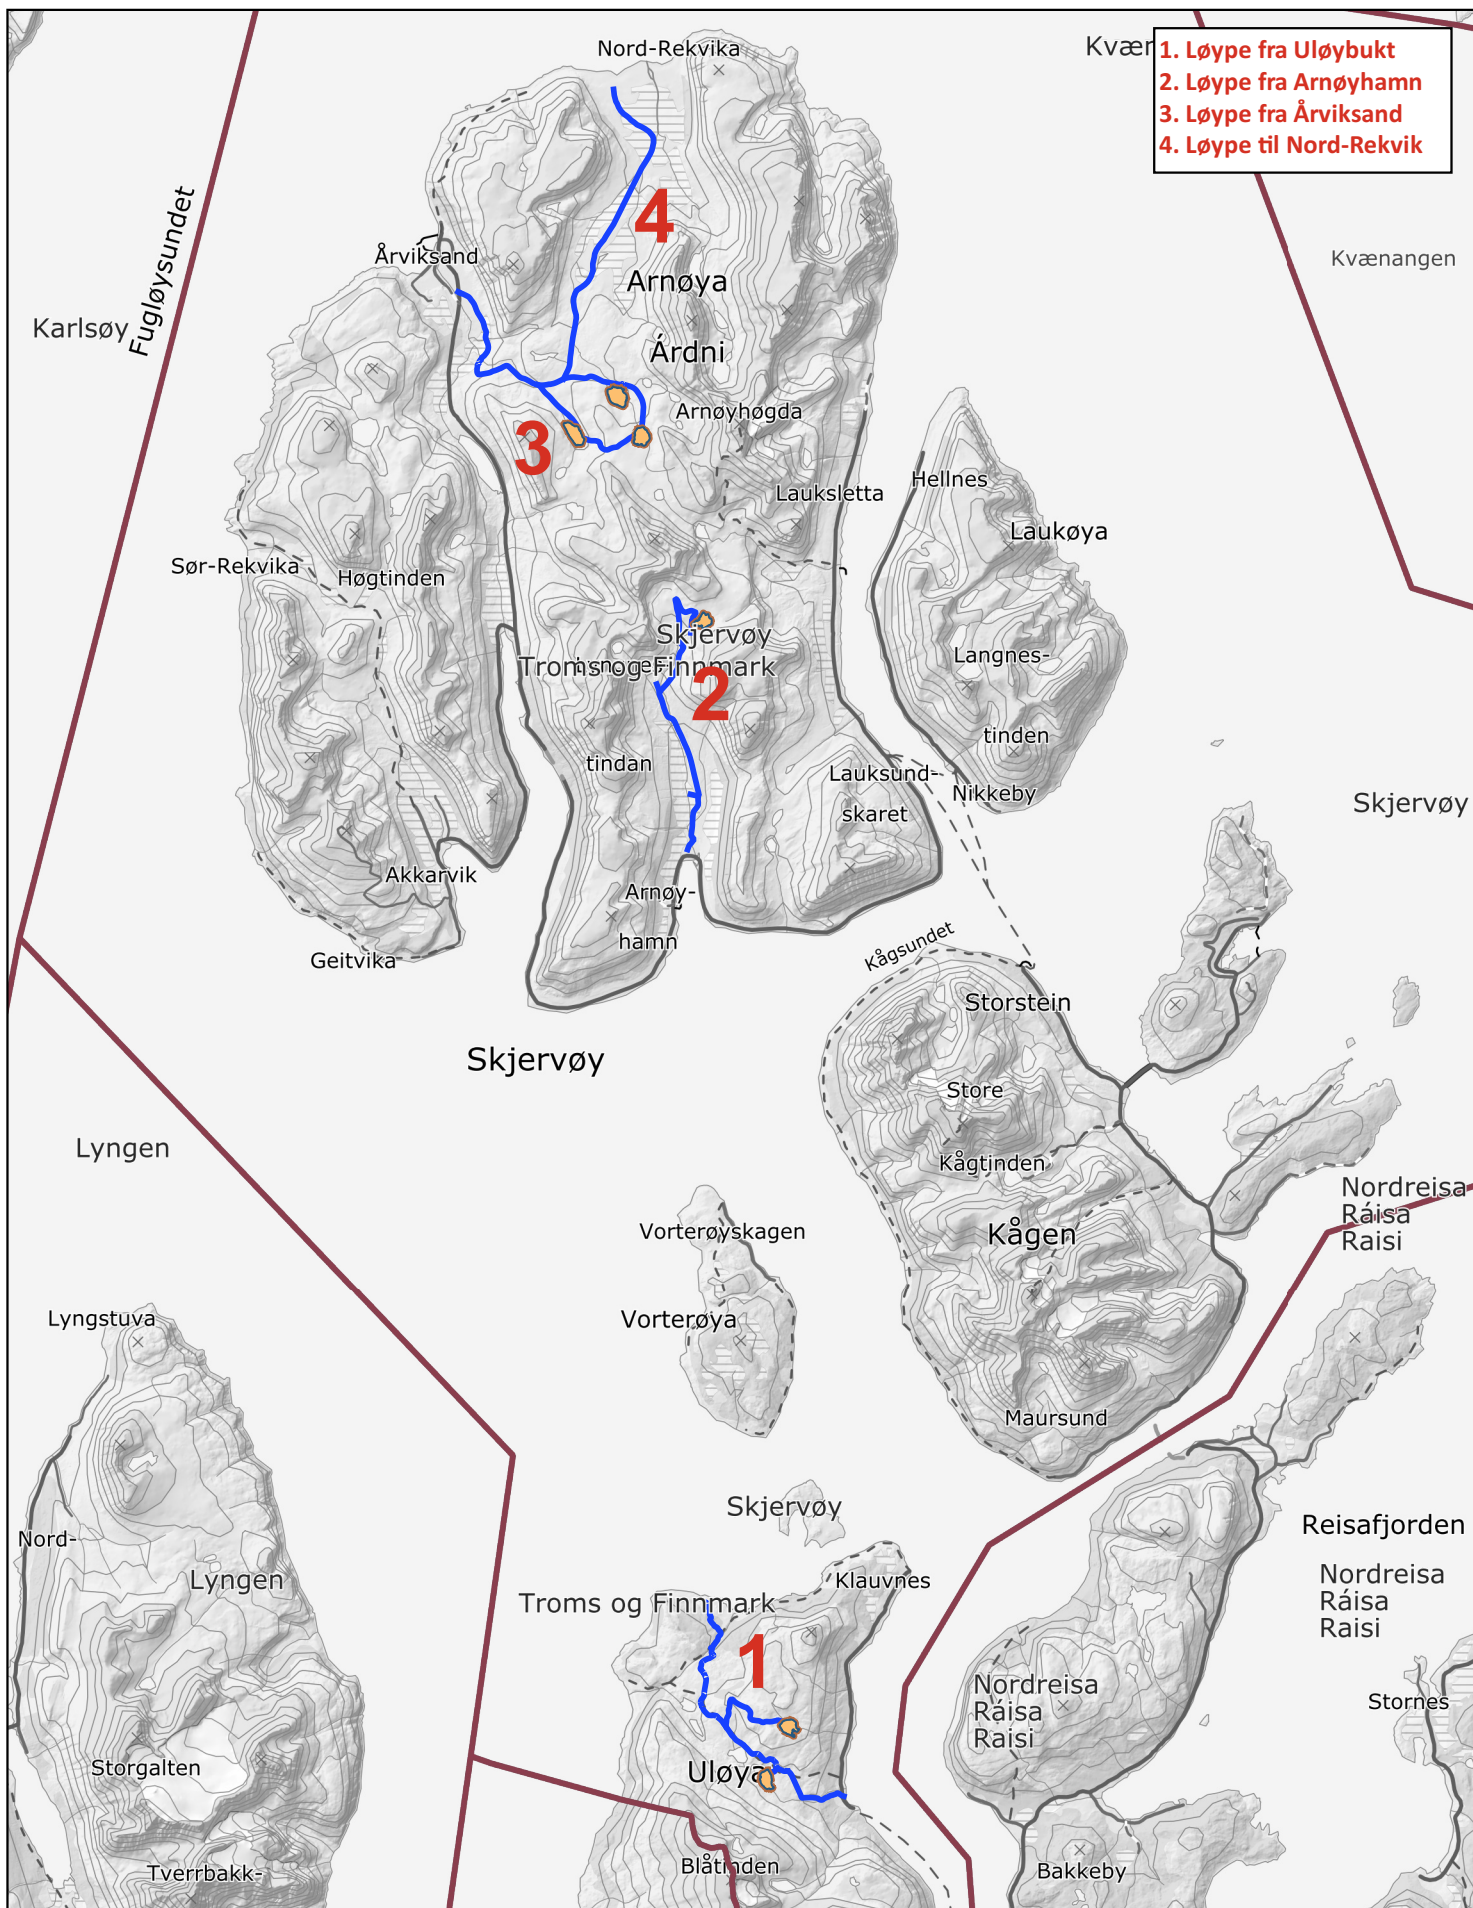 Nord-Rekvika
Kvæn
1. Løype fra Uløybukt
2. Løype fra Arnøyhamn
3. Løype fra Årviksand
4. Løype til Nord-Rekvik
4
Årviksand
Fugløysundet
Karlsøy
Arnøya
Árdni
Kvænangen
Arnøyhøgda
3
Lauksletta
Hellnes
Laukøya
Sør-Rekvika
Høgtinden
Skjervøy
Troms og Finnmark
2
Langnes-
tinden
tindan
Lauksund-
skaret
Nikkeby
Skjervøy
Akkarvik
Arnøy-
hamn
Geitvika
Kågsundet
Storstein
Skjervøy
Store
Kågtinden
Lyngen
Nordreisa
Ráisa
Raisi
Vorterøyskagen
Kågen
Vorterøya
Lyngstuva
Maursund
Skjervøy
Reisafjorden
Nord-
Lyngen
Klauvnes
Nordreisa
Ráisa
Raisi
Troms og Finnmark
1
Nordreisa
Ráisa
Raisi
Stornes
Storgalten
Uløya
Tverrbakk-
Blåtinden
Bakkeby